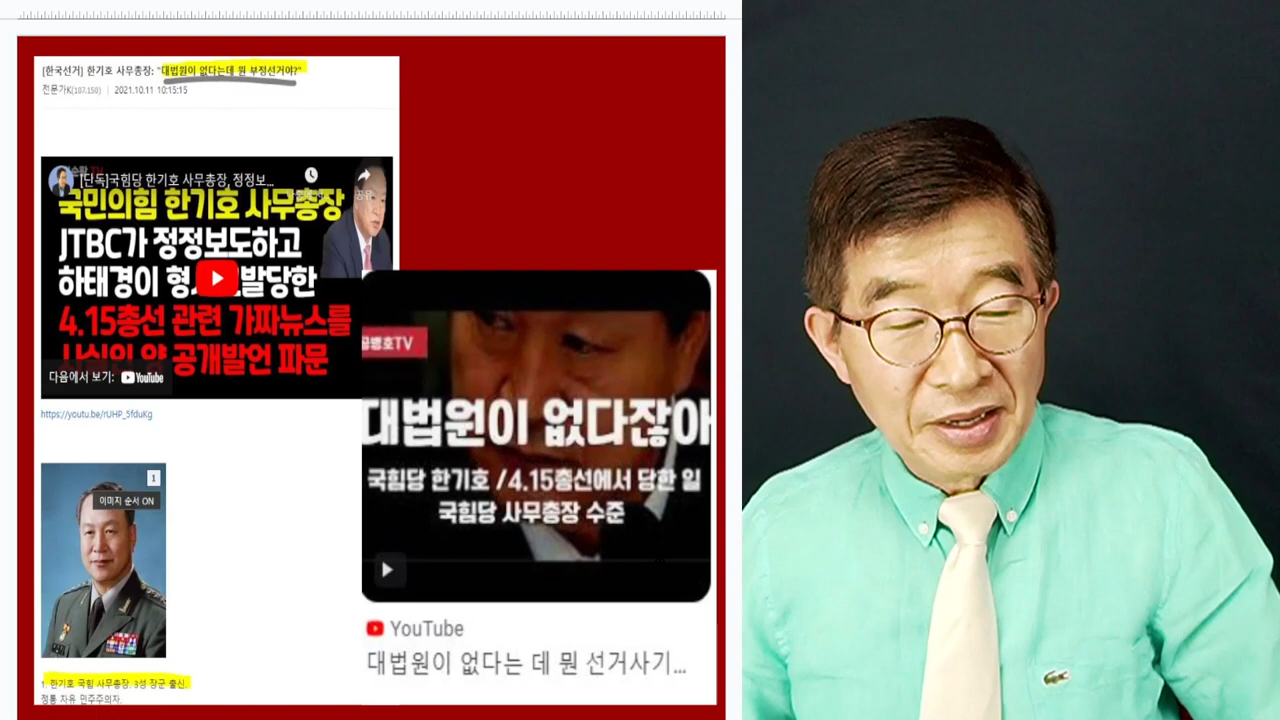 [한국선거] 한기호 사무총장: "대법원이 없다는데 뭔 부정선거야?"
전문가K(107.150) | 2021.10.11 10:15:15
[단독]국힘당 한기호 사무총장, 정정보...
국민의힘 한기호 사무총장
JTBC가 정정보도하고
하태경이 발당한
4.15총선 관련 가짜뉴스를
공개발언 파문
다음에서 보기: YouTube
https://youtu.be/rUHP_5fduKg
1
이미지 순서 ON
1. 한기호 국힘 사무총장. 3성 장군 출신.
정통 자유 민주주의자.
공병호TV
대법원이 없다잖아
국힘당 한기호 /4.15총선에서 당한 일
국힘당 사무총장 수준
YouTube
대법원이 없다는 데 뭔 선거사기...